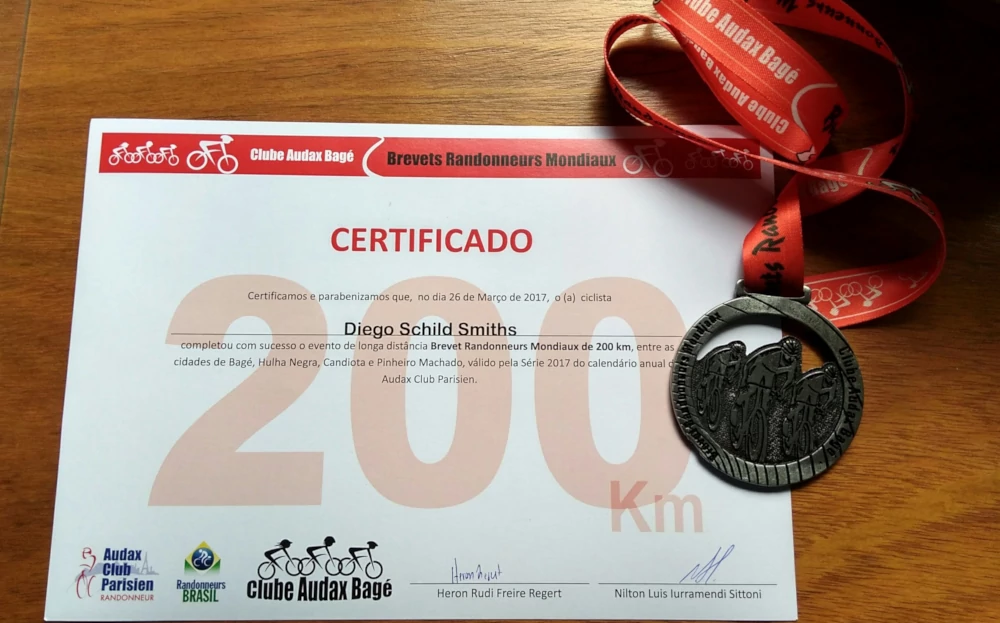 Clube Audax Bagé
Clube Audax Bagé
Clube Audax Bagé
Brevets Randonneurs Mondiaux
CERTIFICADO
200
Km
Certificamos e parabenizamos que, no dia 26 de Março de 2017, o (a) ciclista
Diego Schild Smiths
completou com sucesso o evento de longa distância Brevet Randonneurs Mondiaux de 200 km, entre as
cidades de Bagé, Hulha Negra, Candiota e Pinheiro Machado, válido pela Série 2017 do calendário anual
Audax Club Parisien.
Clube Audax Bagé
Audax
Club
Parisien
RANDONNEUR
Randonneurs
BRASIL
Clube Audax Bagé
Heron Rudi Freire Regert
Nilton Luis Iurramendi Sittoni